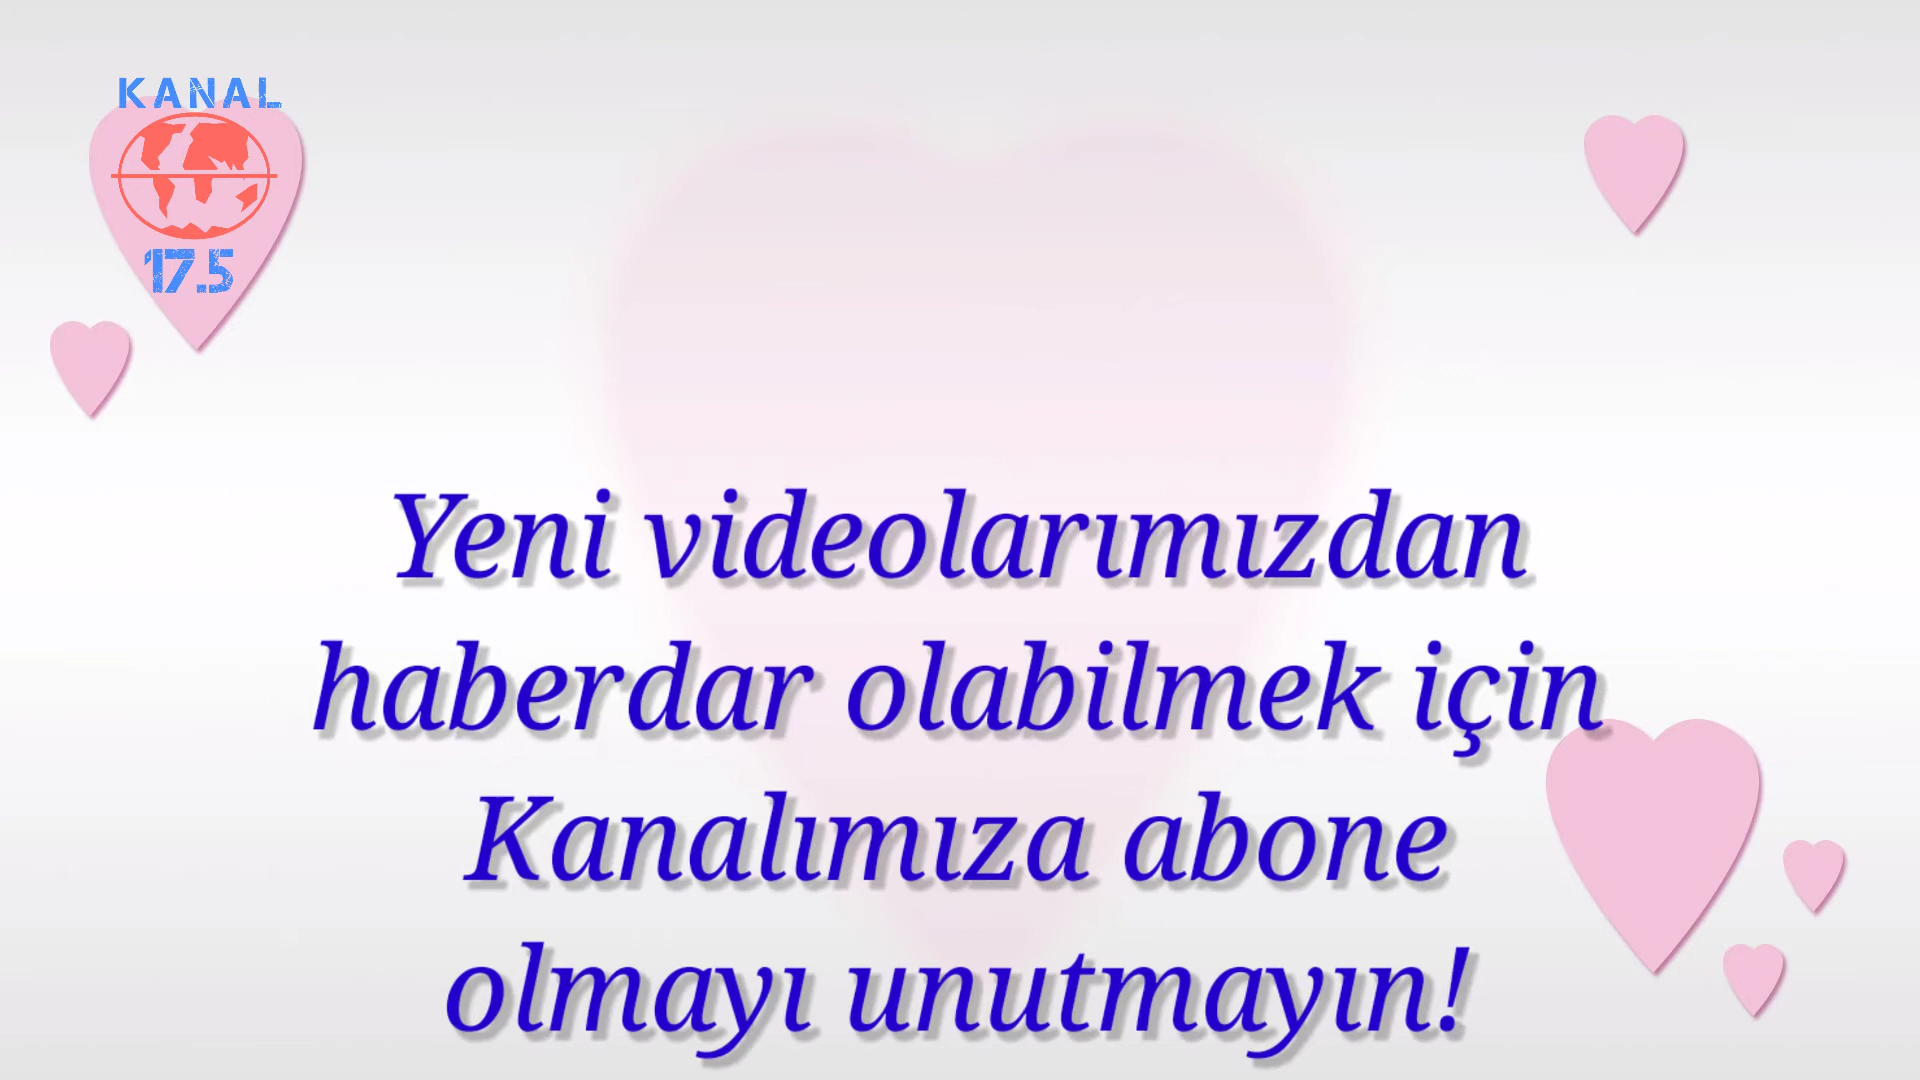 KANAL
17.5
Yeni videolarımızdan
haberdar olabilmek için
Kanalımıza abone
olmayı unutmayın!